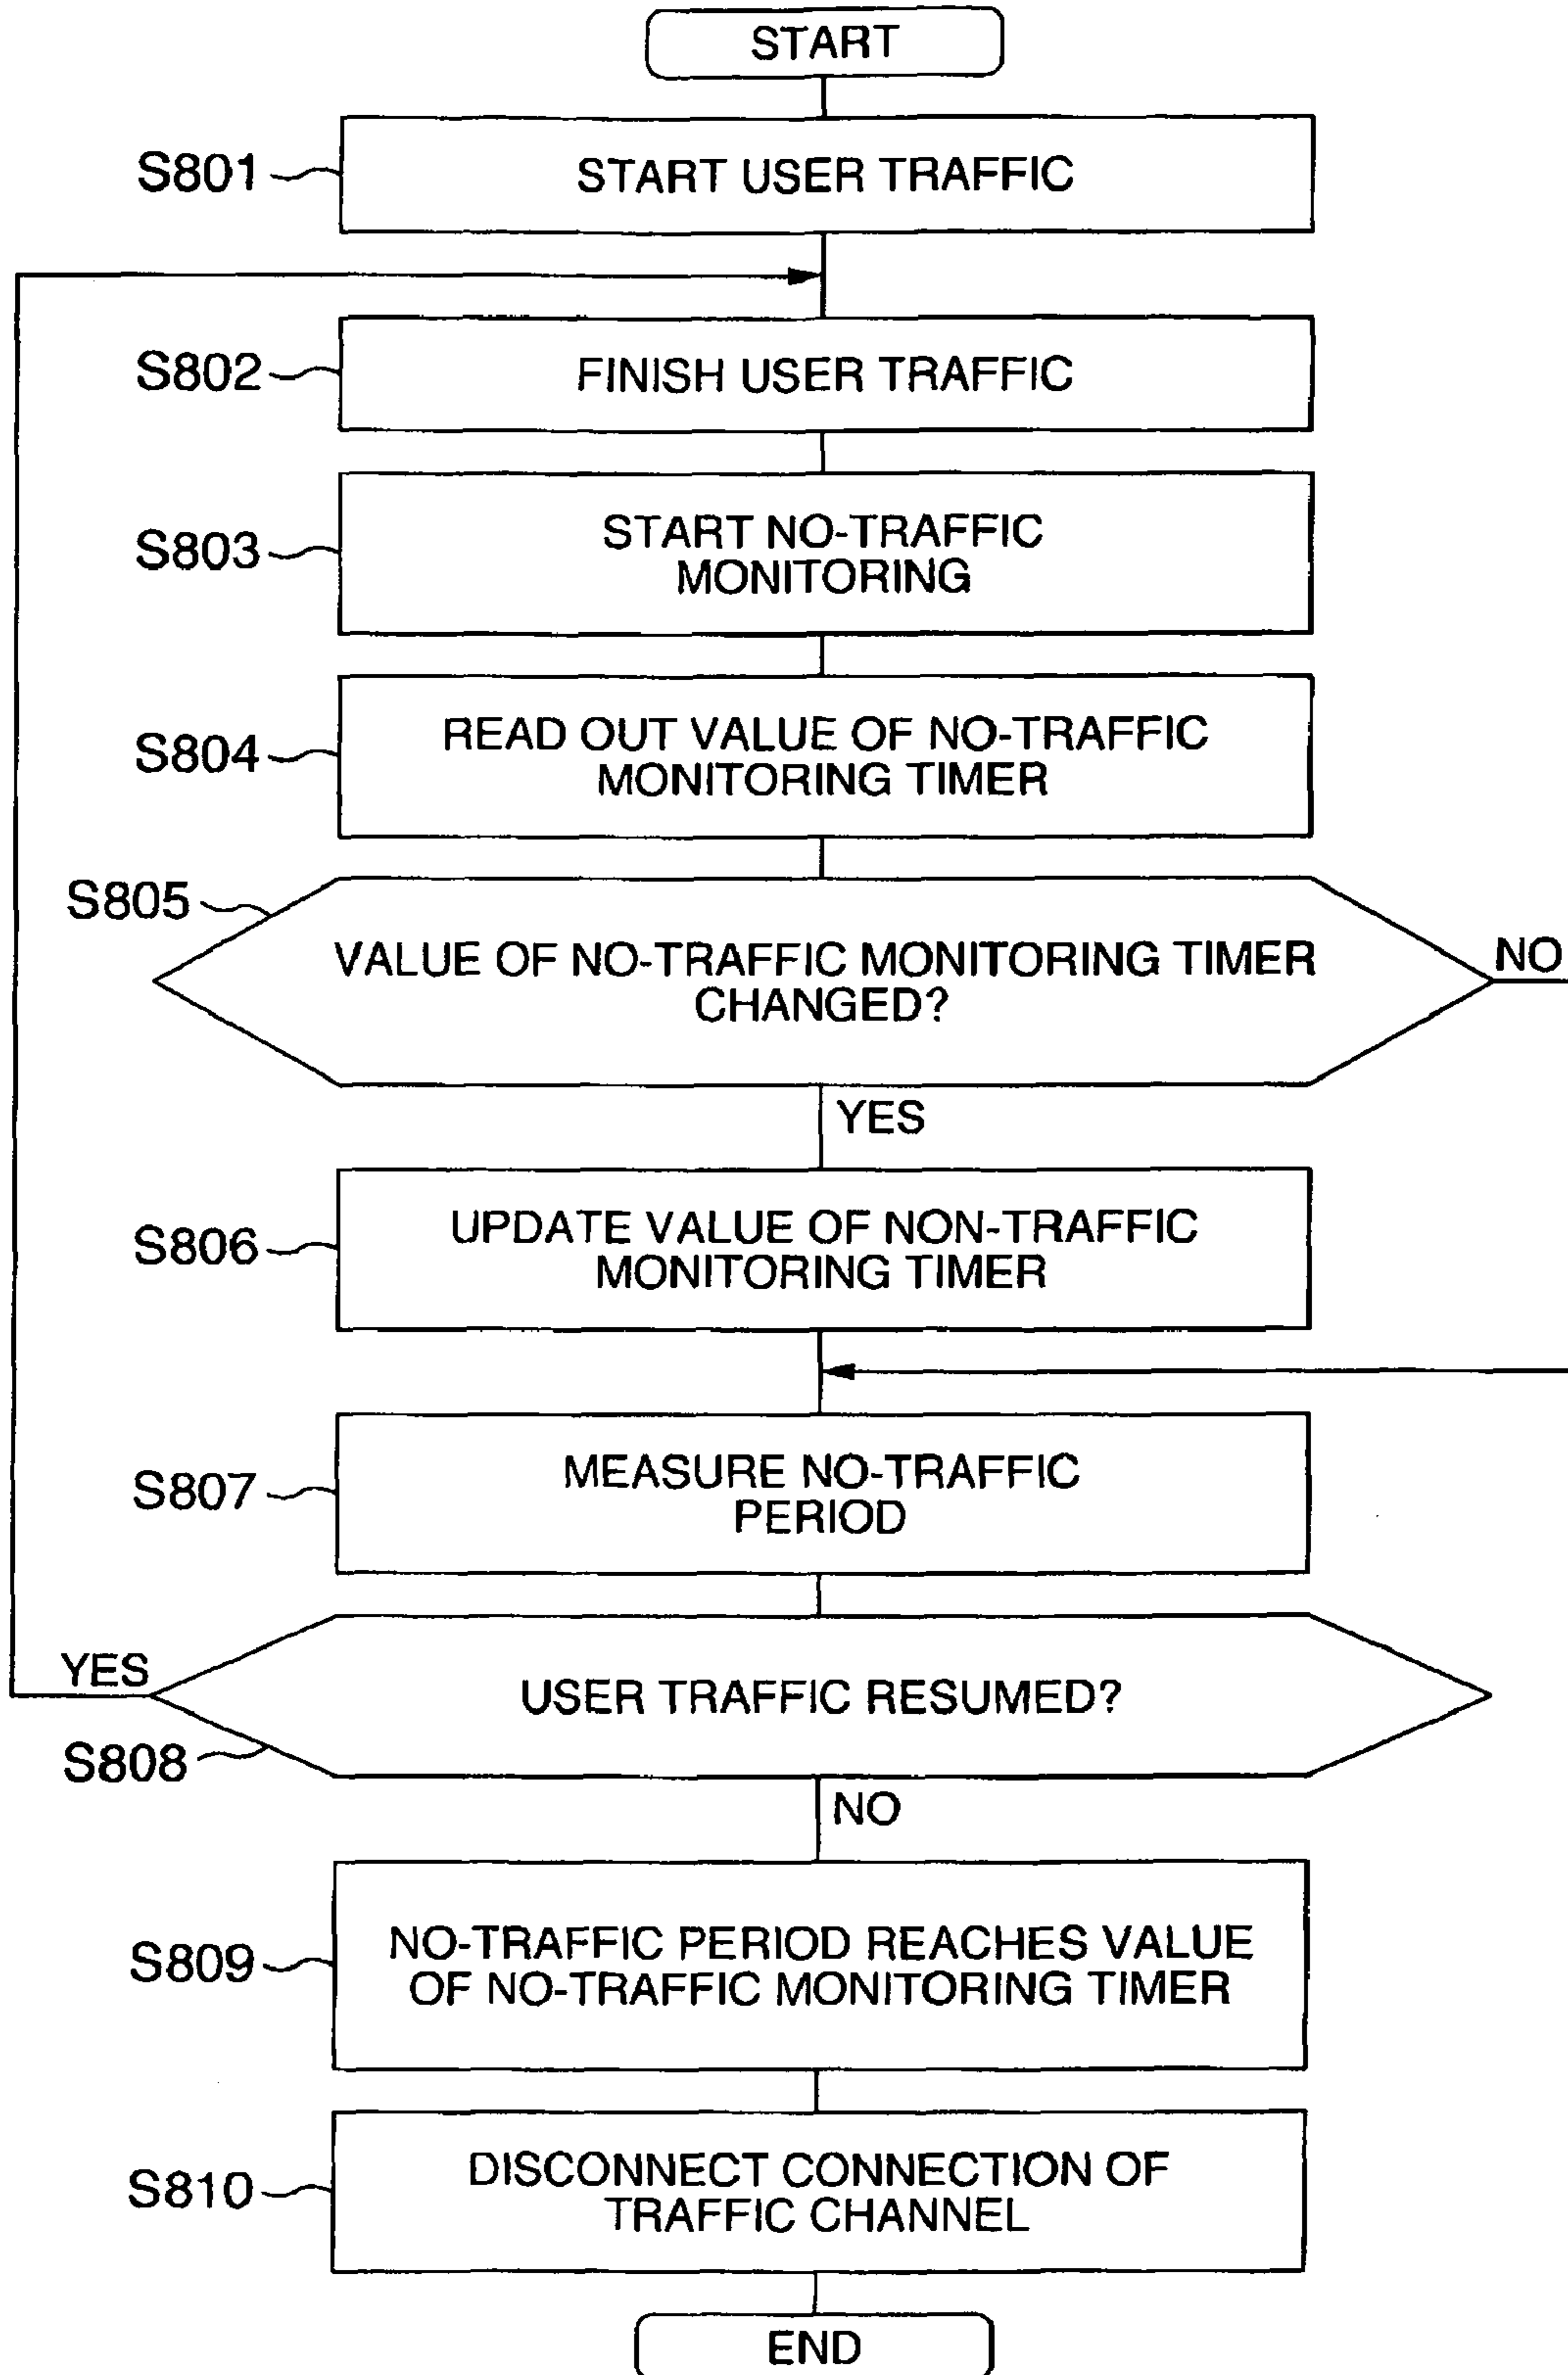 START
S801
START USER TRAFFIC
S802
FINISH USER TRAFFIC
S803
START NO-TRAFFIC
MONITORING
S804
READ OUT VALUE OF NO-TRAFFIC
MONITORING TIMER
S805
VALUE OF NO-TRAFFIC MONITORING TIMER
CHANGED?
NO
YES
S806
UPDATE VALUE OF NON-TRAFFIC
MONITORING TIMER
S807
MEASURE NO-TRAFFIC
PERIOD
YES
USER TRAFFIC RESUMED?
S808
NO
S809
NO-TRAFFIC PERIOD REACHES VALUE
OF NO-TRAFFIC MONITORING TIMER
S810
DISCONNECT CONNECTION OF
TRAFFIC CHANNEL
END